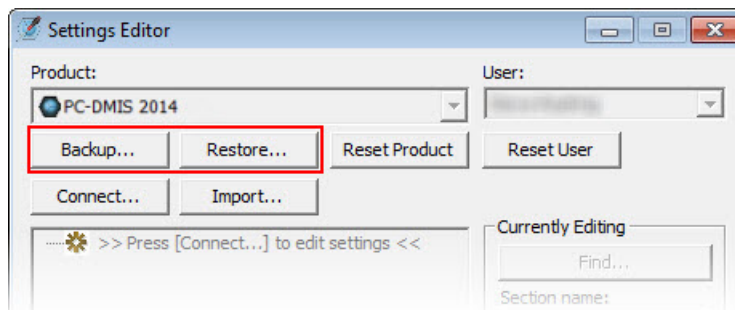 Settings Editor
Product:
User:
PC-DMIS 2014
Backup...
Restore...
Reset Product
Reset User
Connect...
Import...
>> Press [Connect...] to edit settings <<
Currently Editing
Find...
Section name: